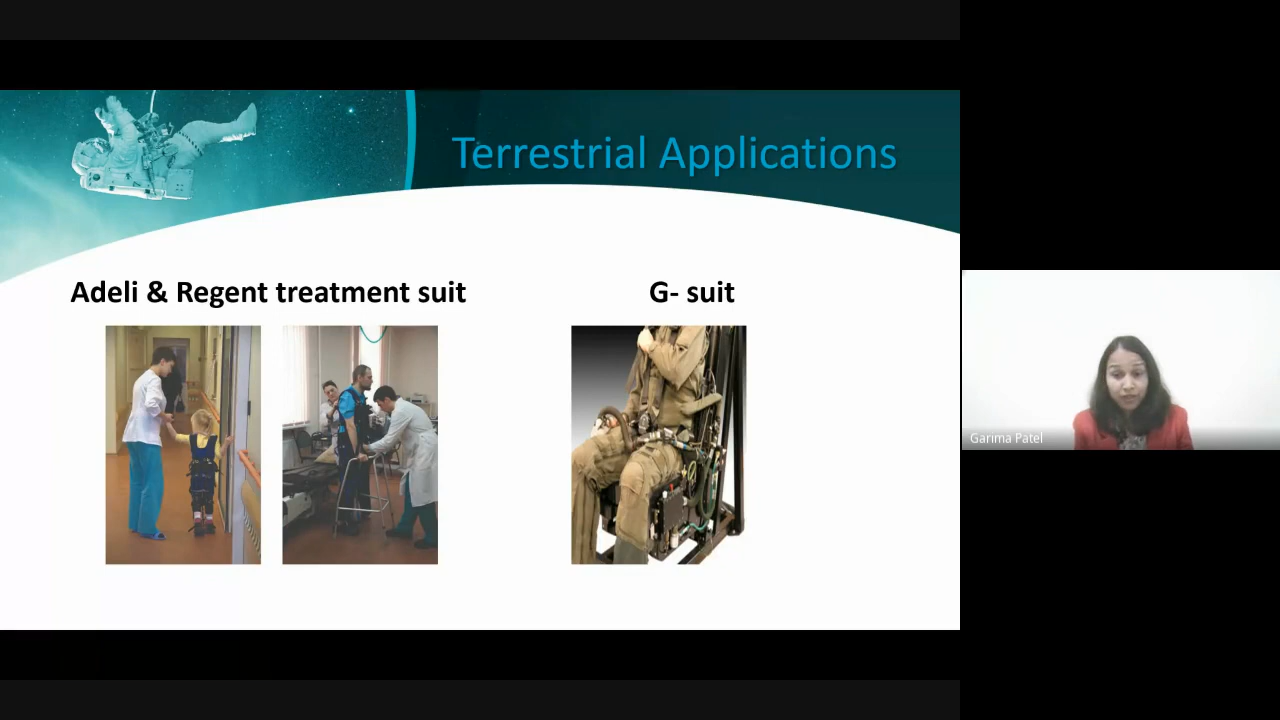 Terrestrial Applications
Adeli & Regent treatment suit
G- suit
Garima Patel